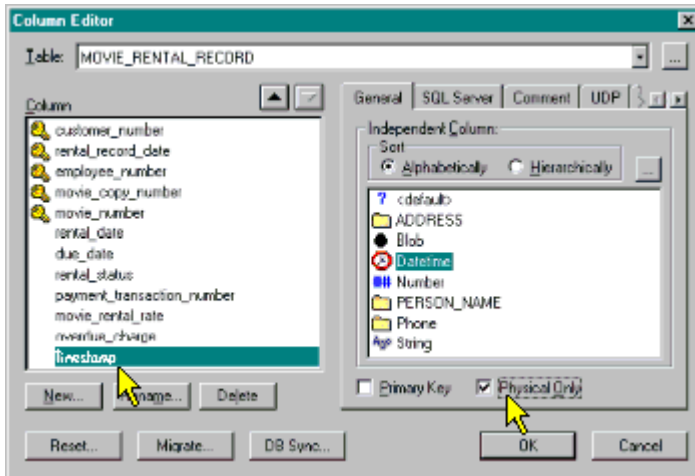 Column Editor
Table: MOVIE_RENTAL_RECORD ...
Column
customer_number
rental_record_date
employee_number
movie_copy_number
movie_number
rental_date
due_date
rental_status
payment_transaction_number
movie_rental_rate
overdue_charge
timestamp
New... Rename... Delete
General SQL Server Comment UDP
Independent Column:
Sort
Alphabetically Hierarchically ...
? <default>
ADDRESS
Blob
Datetime
Number
PERSON_NAME
Phone
String
Primary Key Physical Only
Reset... Migrate... DB Sync... OK Cancel